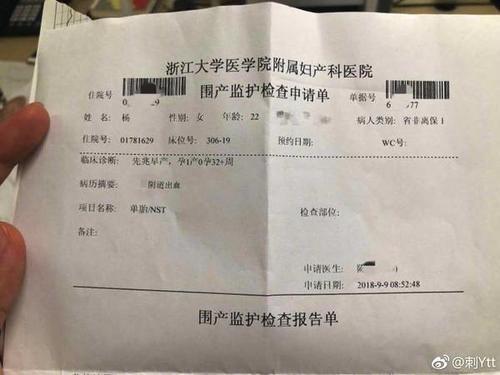 浙江大学医学院附属妇产科医院
住院号 围产监护检查申请单 单据号
0 9 6 77
姓名: 杨 性别: 女 年龄: 22 病人类别: 省非离保1
住院号: 01781629 床位号: 306-19 预约日期: WC号:
临床诊断: 先兆早产,孕1产0孕32+周
病历摘要: 阴道出血
项目名称: 单胎/NST 检查部位:
备注:
申请医生: 陈
申请日期: 2018-9-9 08:52:48
围产监护检查报告单
@刺Ytt